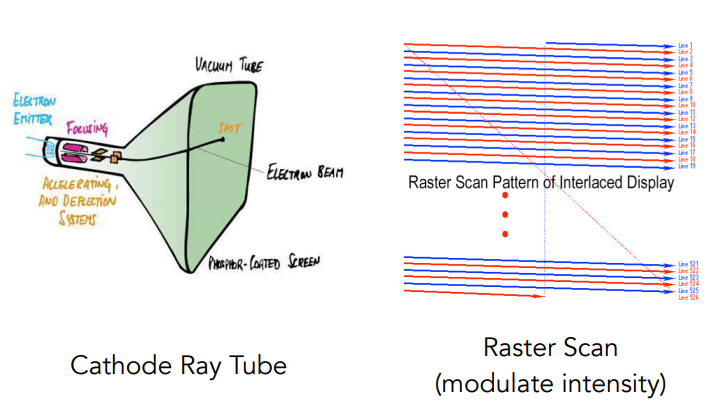 VACUUM TUBE
ELECTRON
EMITTER
FOCUSING
SPOT
ELECTRON BEAM
ACCELERATING,
AND DEFLECTION
SYSTEMS
PHOSPHOR-COATED SCREEN
Cathode Ray Tube
Line 1
Line 2
Line 3
Line 4
Line 5
Line 6
Line 7
Line 8
Line 9
Line 10
Line 11
Line 12
Line 13
Line 14
Line 15
Line 16
Line 17
Line 18
Line 19
Raster Scan Pattern of Interlaced Display
Line 521
Line 522
Line 523
Line 524
Line 525
Line 526
Raster Scan
(modulate intensity)